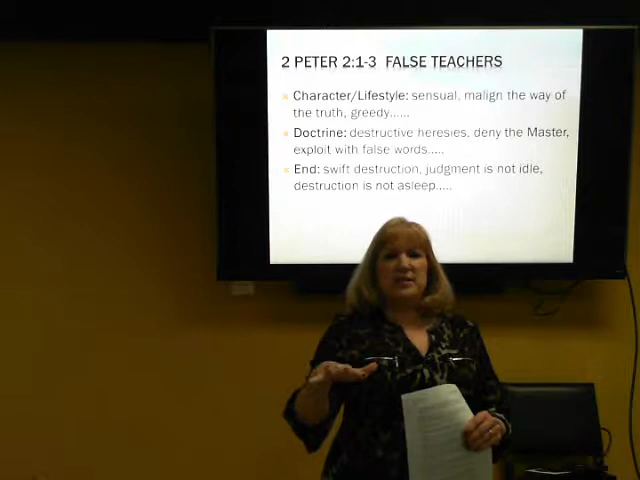 2 PETER 2:1-3 FALSE TEACHERS
Character/Lifestyle: sensual, malign the way of
the truth, greedy......
Doctrine: destructive heresies, deny the Master,
exploit with false words.....
End: swift destruction, judgment is not idle,
destruction is not asleep.....